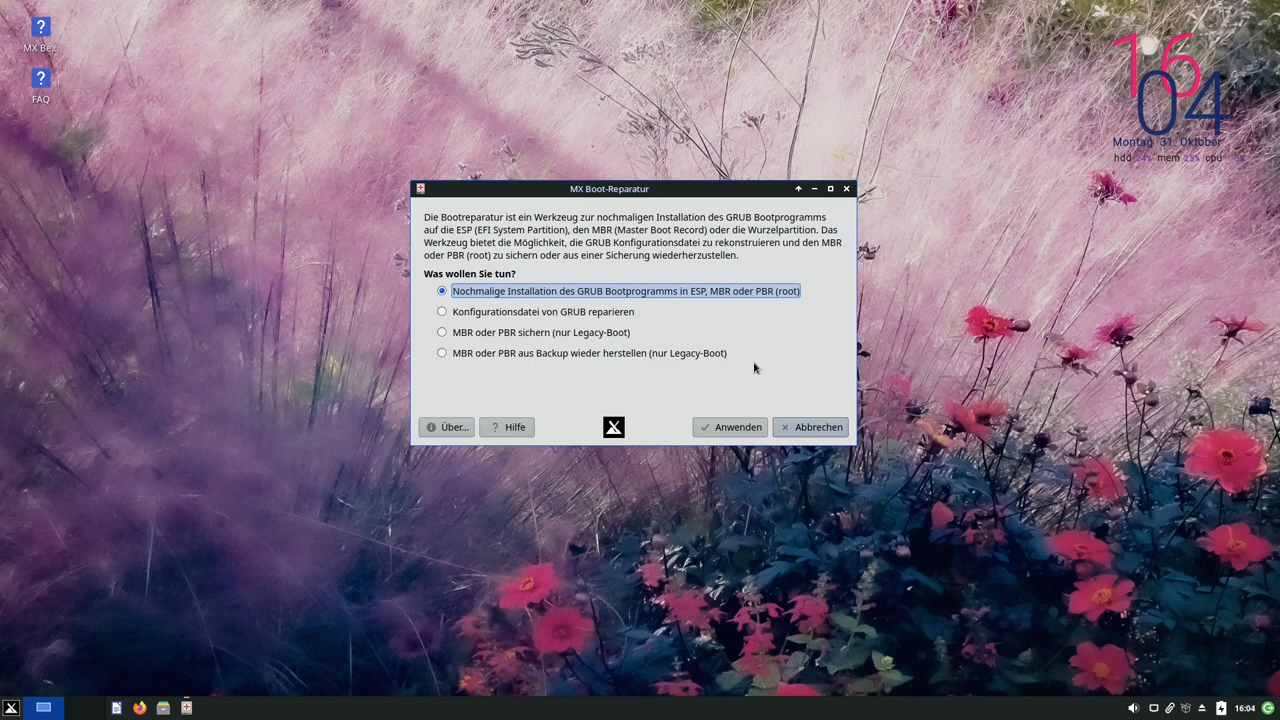 MX Be...
FAQ
16
04
Montag 31. Oktober
hdd 24% mem 25% cpu
MX Boot-Reparatur
Die Bootreparatur ist ein Werkzeug zur nochmaligen Installation des GRUB Bootprogramms
auf die ESP (EFI System Partition), den MBR (Master Boot Record) oder die Wurzelpartition. Das
Werkzeug bietet die Möglichkeit, die GRUB Konfigurationsdatei zu rekonstruieren und den MBR
oder PBR (root) zu sichern oder aus einer Sicherung wiederherzustellen.
Was wollen Sie tun?
Nochmalige Installation des GRUB Bootprogramms in ESP, MBR oder PBR (root)
Konfigurationsdatei von GRUB reparieren
MBR oder PBR sichern (nur Legacy-Boot)
MBR oder PBR aus Backup wieder herstellen (nur Legacy-Boot)
Über...
Hilfe
Anwenden
Abbrechen
16:04